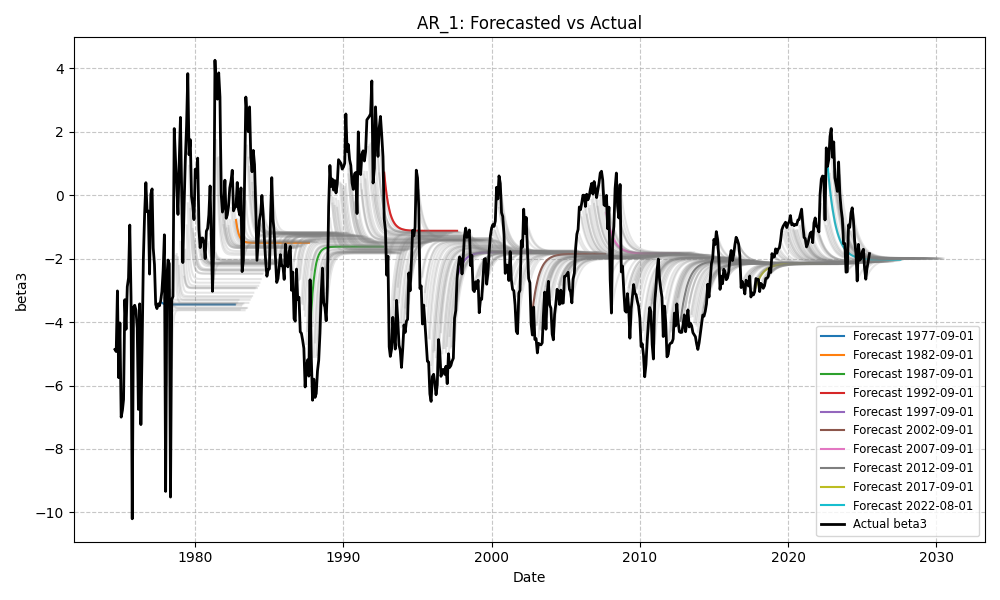 AR_1: Forecasted vs Actual
4
2
0
−2
−4
−6
−8
−10
beta3
1980
1990
2000
2010
2020
2030
Date
Forecast 1977-09-01
Forecast 1982-09-01
Forecast 1987-09-01
Forecast 1992-09-01
Forecast 1997-09-01
Forecast 2002-09-01
Forecast 2007-09-01
Forecast 2012-09-01
Forecast 2017-09-01
Forecast 2022-08-01
Actual beta3